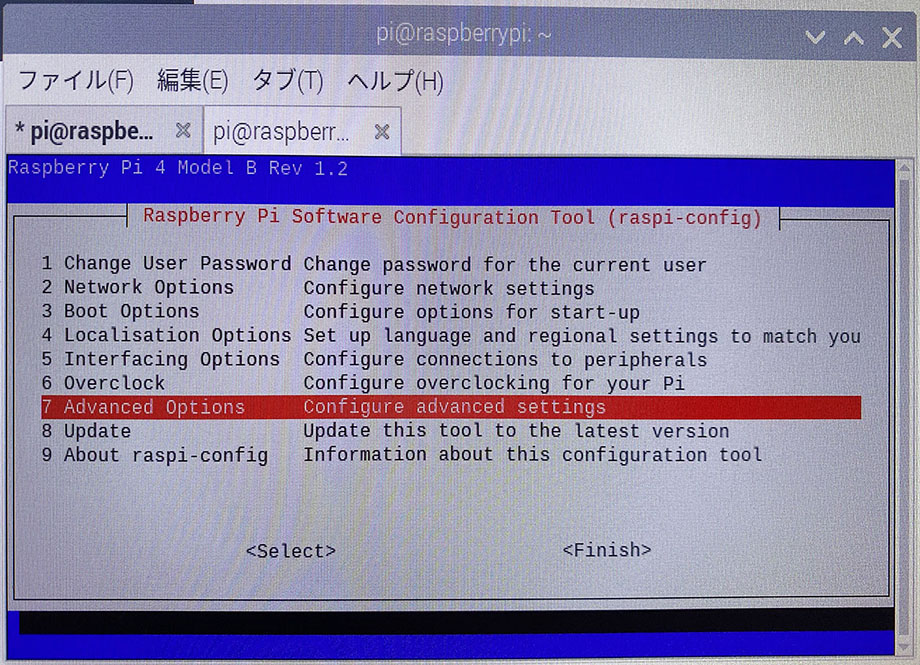 pi@raspberrypi: ~
ファイル(F) 編集(E) タブ(T) ヘルプ(H)
* pi@raspbe... pi@raspberr...
Raspberry Pi 4 Model B Rev 1.2
Raspberry Pi Software Configuration Tool (raspi-config)
1 Change User Password Change password for the current user
2 Network Options Configure network settings
3 Boot Options Configure options for start-up
4 Localisation Options Set up language and regional settings to match you
5 Interfacing Options Configure connections to peripherals
6 Overclock Configure overclocking for your Pi
7 Advanced Options Configure advanced settings
8 Update Update this tool to the latest version
9 About raspi-config Information about this configuration tool
<Select> <Finish>